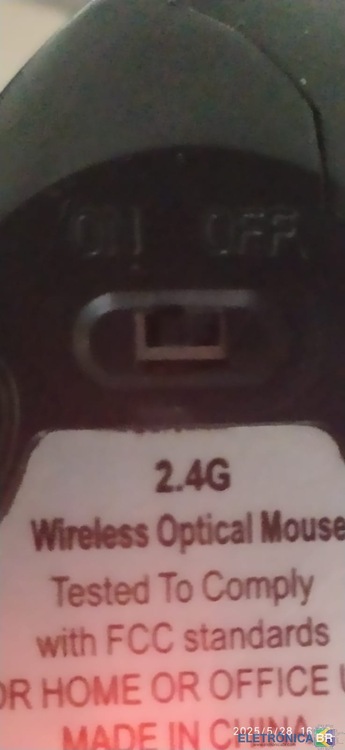 ON OFF
2.4G
Wireless Optical Mouse
Tested To Comply
with FCC standards
OR HOME OR OFFICE U
MADE IN CHINA
2025/5/28 16
ELETRONICA BR